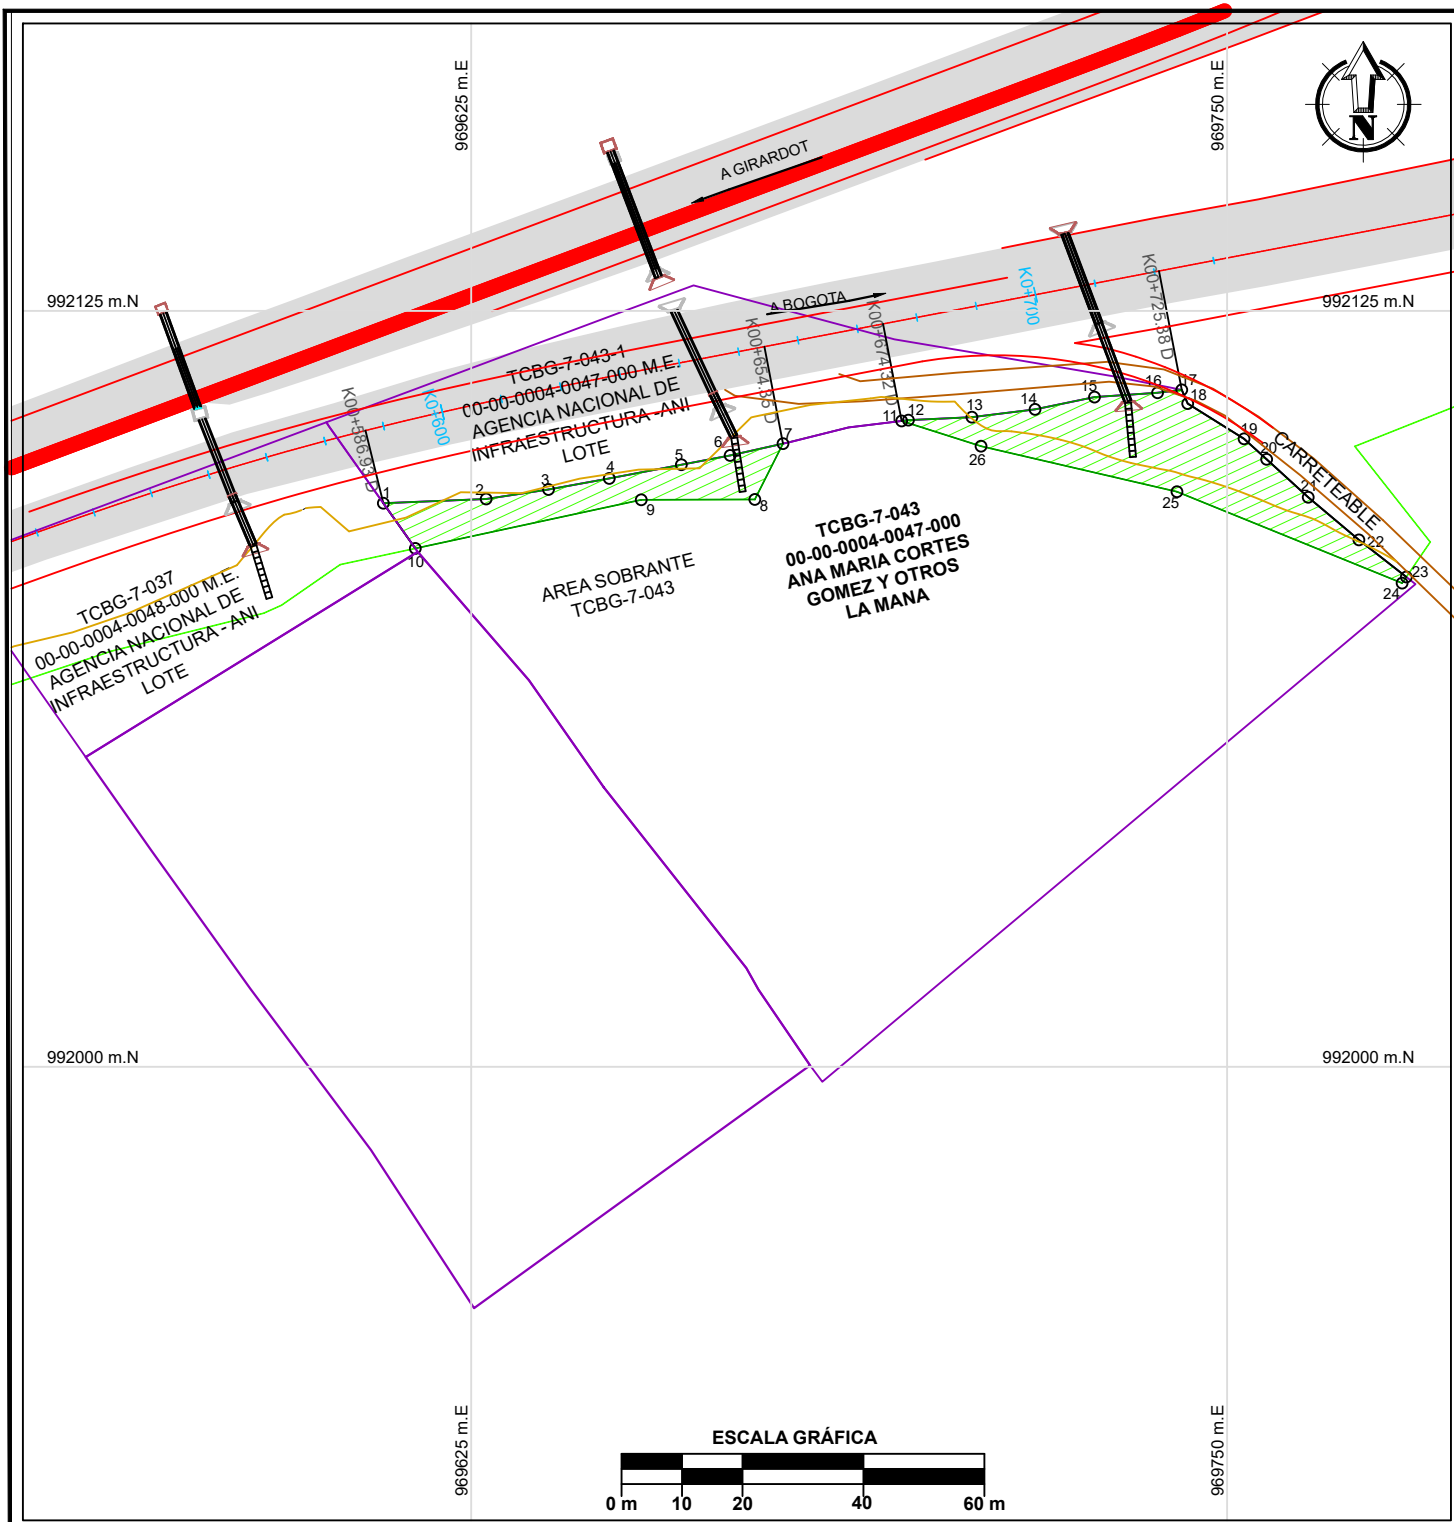 969625 m.E
969750 m.E
N
A GIRARDOT
992125 m.N
992125 m.N
A BOGOTA
K0+700
K00+725.88 D
K00+674.32 D
K00+654.35 D
K00+586.93 D
K0+600
TCBG-7-043-1
00-00-0004-0047-000 M.E.
AGENCIA NACIONAL DE
INFRAESTRUCTURA -ANI
LOTE
1
2
3
4
5
6
7
8
9
10
11
12
13
14
15
16
17
18
19
20
21
22
23
24
25
26
CARRETEABLE
TCBG-7-037
00-00-0004-0048-000 M.E.
AGENCIA NACIONAL DE
INFRAESTRUCTURA - ANI
LOTE
AREA SOBRANTE
TCBG-7-043
TCBG-7-043
00-00-0004-0047-000
ANA MARIA CORTES
GOMEZ Y OTROS
LA MANA
992000 m.N
992000 m.N
969625 m.E
969750 m.E
ESCALA GRÁFICA
0 m 10 20 40 60 m